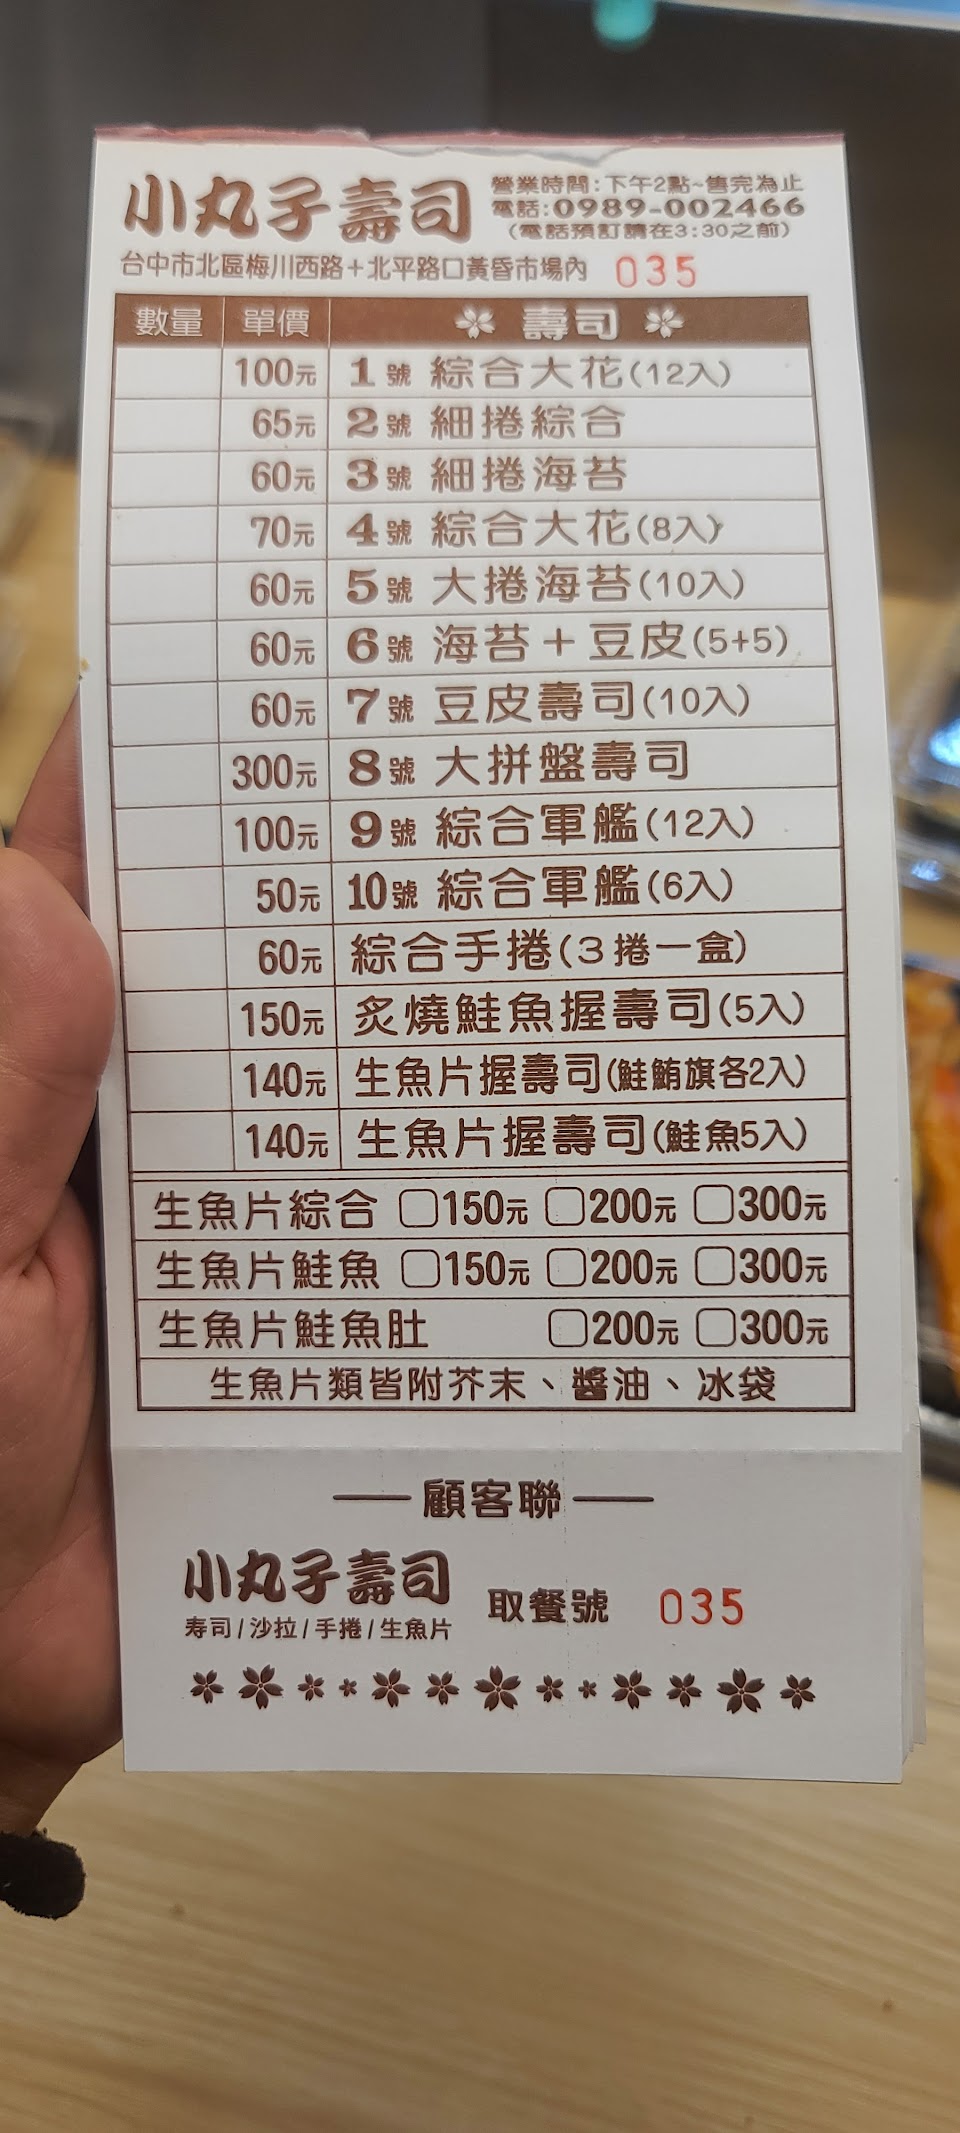 小丸子壽司
營業時間:下午2點~售完為止
電話:0989-002466
(電話預訂請在3:30之前)
台中市北區梅川西路+北平路口黃昏市場內 035
數量 單價 壽司
100元 1號 綜合大花(12入)
65元 2號 細捲綜合
60元 3號 細捲海苔
70元 4號 綜合大花(8入)
60元 5號 大捲海苔(10入)
60元 6號 海苔+豆皮(5+5)
60元 7號 豆皮壽司(10入)
300元 8號 大拼盤壽司
100元 9號 綜合軍艦(12入)
50元 10號 綜合軍艦(6入)
60元 綜合手捲(3捲一盒)
150元 炙燒鮭魚握壽司(5入)
140元 生魚片握壽司(鮭鮪旗各2入)
140元 生魚片握壽司(鮭魚5入)
生魚片綜合 □150元 □200元 □300元
生魚片鮭魚 □150元 □200元 □300元
生魚片鮭魚肚 □200元 □300元
生魚片類皆附芥末、醬油、冰袋
顧客聯
小丸子壽司
寿司/沙拉/手捲/生魚片
取餐號 035